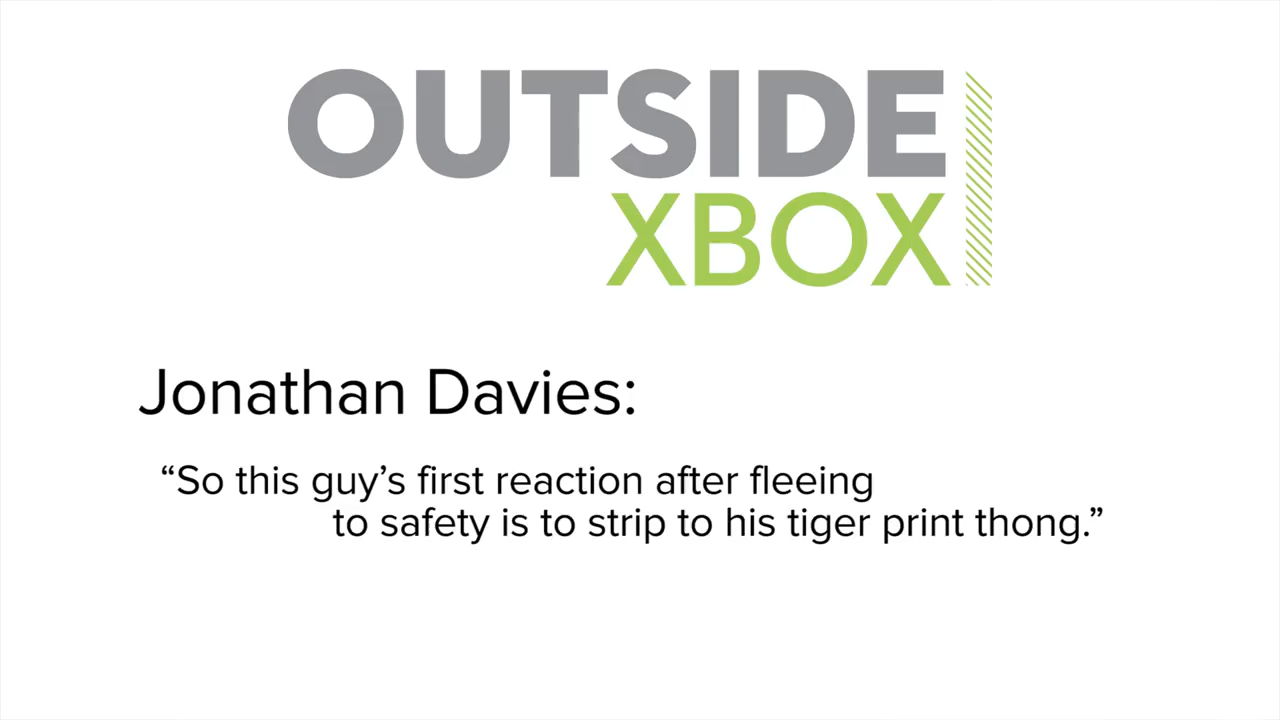 OUTSIDE
XBOX
Jonathan Davies:
“So this guy’s first reaction after fleeing
to safety is to strip to his tiger print thong.”